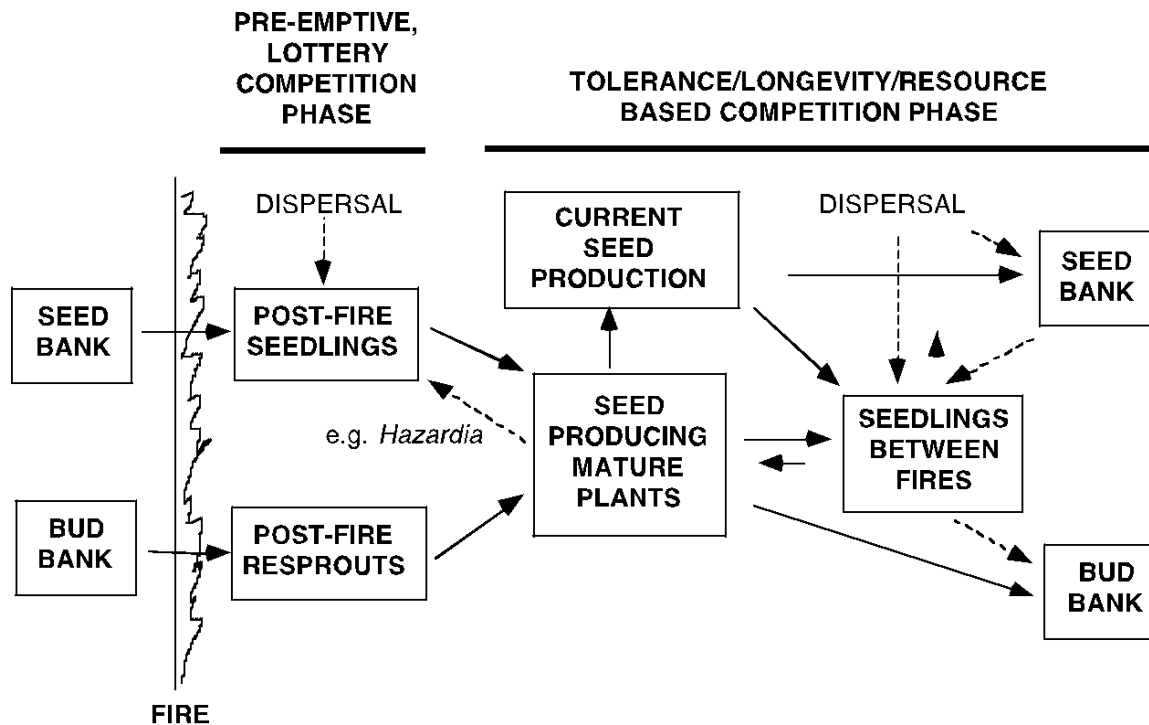 PRE-EMPTIVE,
LOTTERY
COMPETITION
PHASE
TOLERANCE/LONGEVITY/RESOURCE
BASED COMPETITION PHASE
DISPERSAL
CURRENT
SEED
PRODUCTION
DISPERSAL
SEED
BANK
SEED
BANK
POST-FIRE
SEEDLINGS
e.g. Hazardia
SEED
PRODUCING
MATURE
PLANTS
SEEDLINGS
BETWEEN
FIRES
BUD
BANK
POST-FIRE
RESPROUTS
BUD
BANK
FIRE